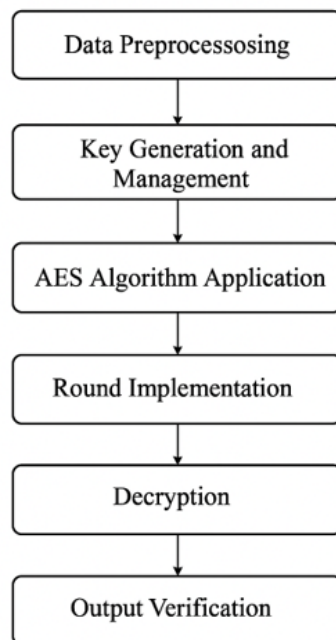 Data Preprocessosing
Key Generation and
Management
AES Algorithm Application
Round Implementation
Decryption
Output Verification